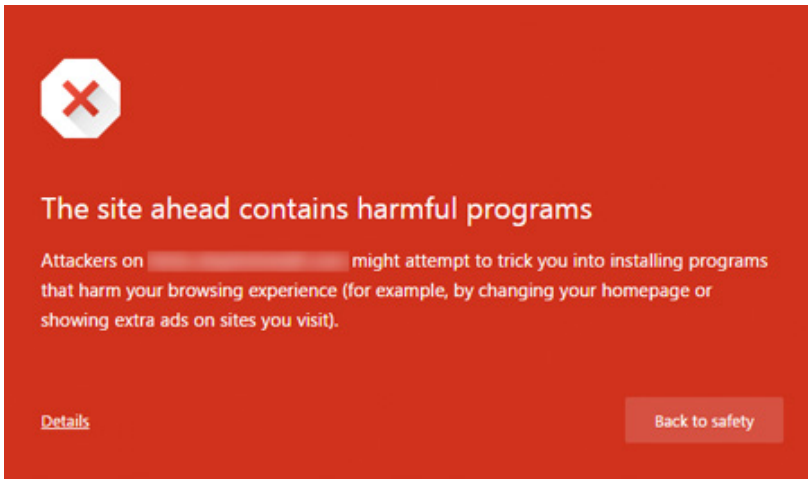 The site ahead contains harmful programs
Attackers on might attempt to trick you into installing programs
that harm your browsing experience (for example, by changing your homepage or
showing extra ads on sites you visit).
Details
Back to safety